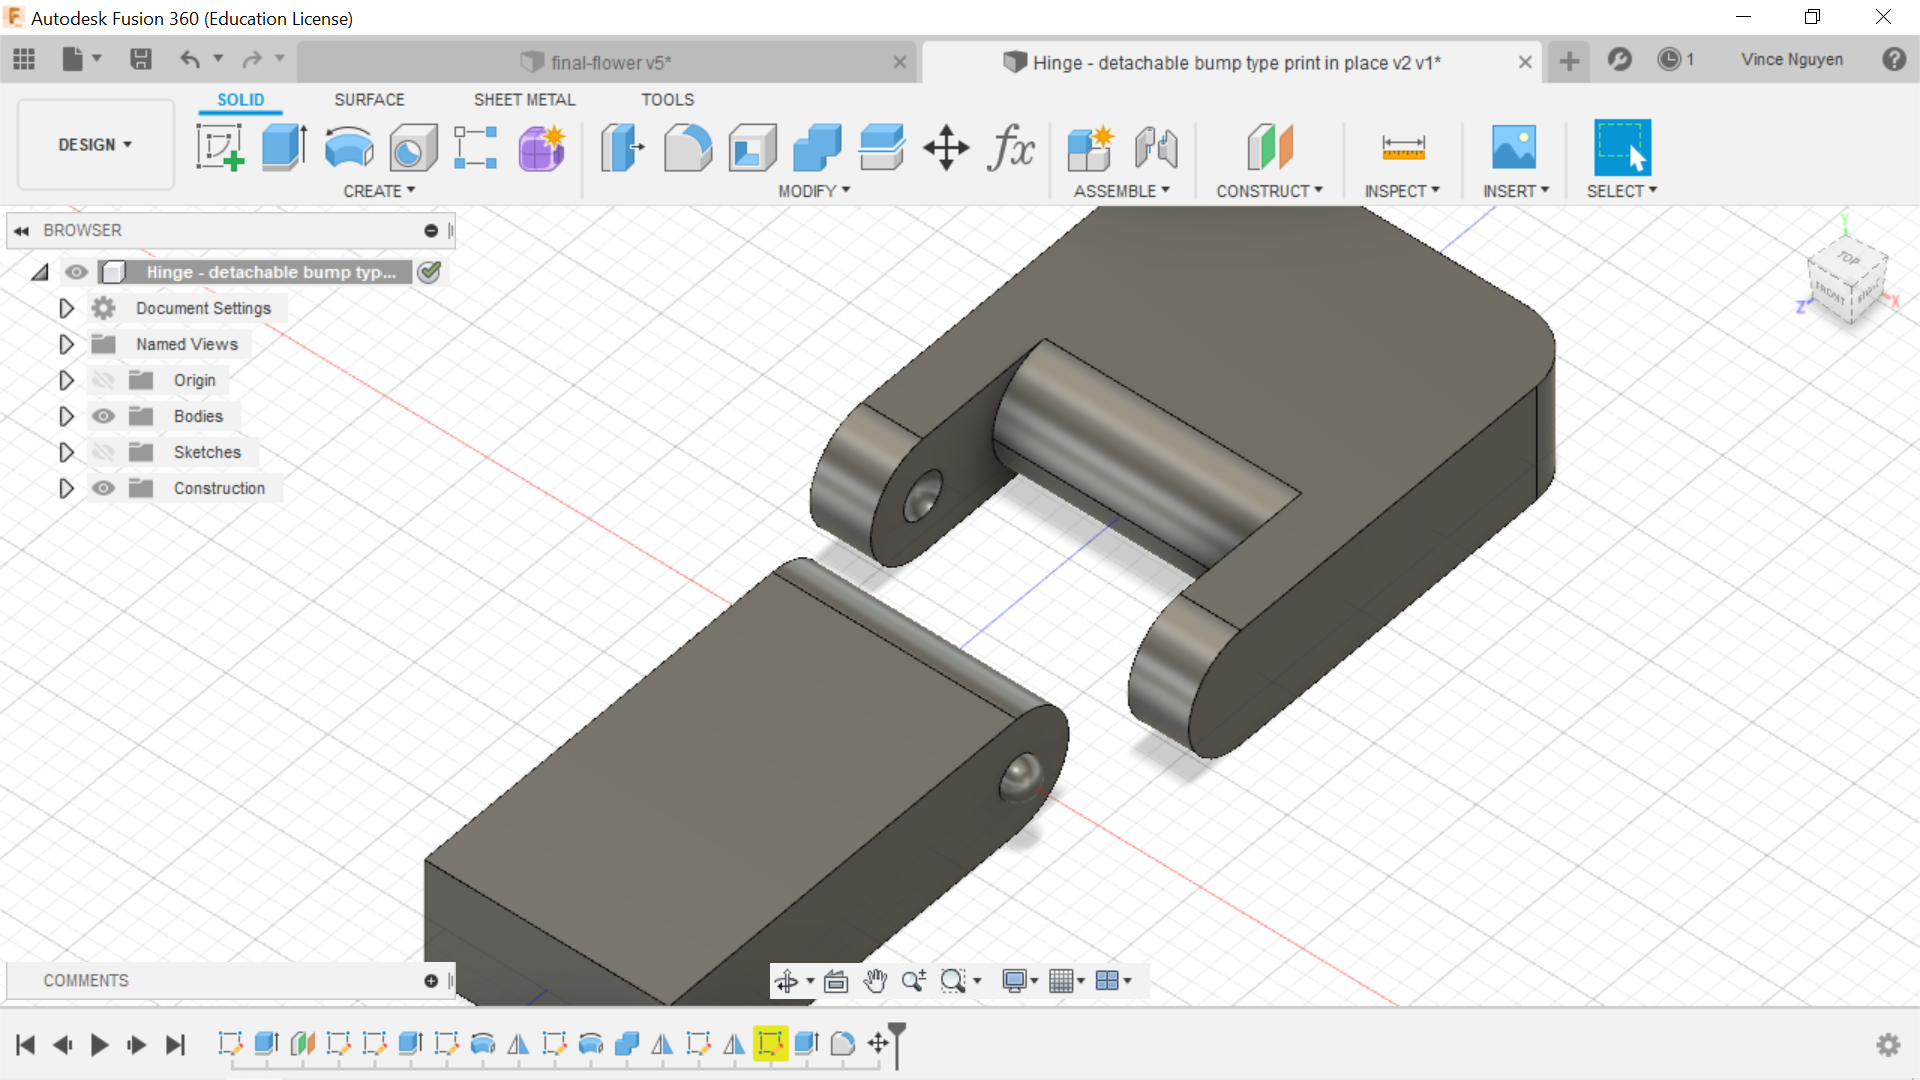 Autodesk Fusion 360 (Education License)
final-flower v5*
Hinge - detachable bump type print in place v2 v1*
1
Vince Nguyen
DESIGN
SOLID
SURFACE
SHEET METAL
TOOLS
CREATE
MODIFY
ASSEMBLE
CONSTRUCT
INSPECT
INSERT
SELECT
BROWSER
Hinge - detachable bump typ...
Document Settings
Named Views
Origin
Bodies
Sketches
Construction
Y
TOP
FRONT
RIGHT
Z
X
COMMENTS